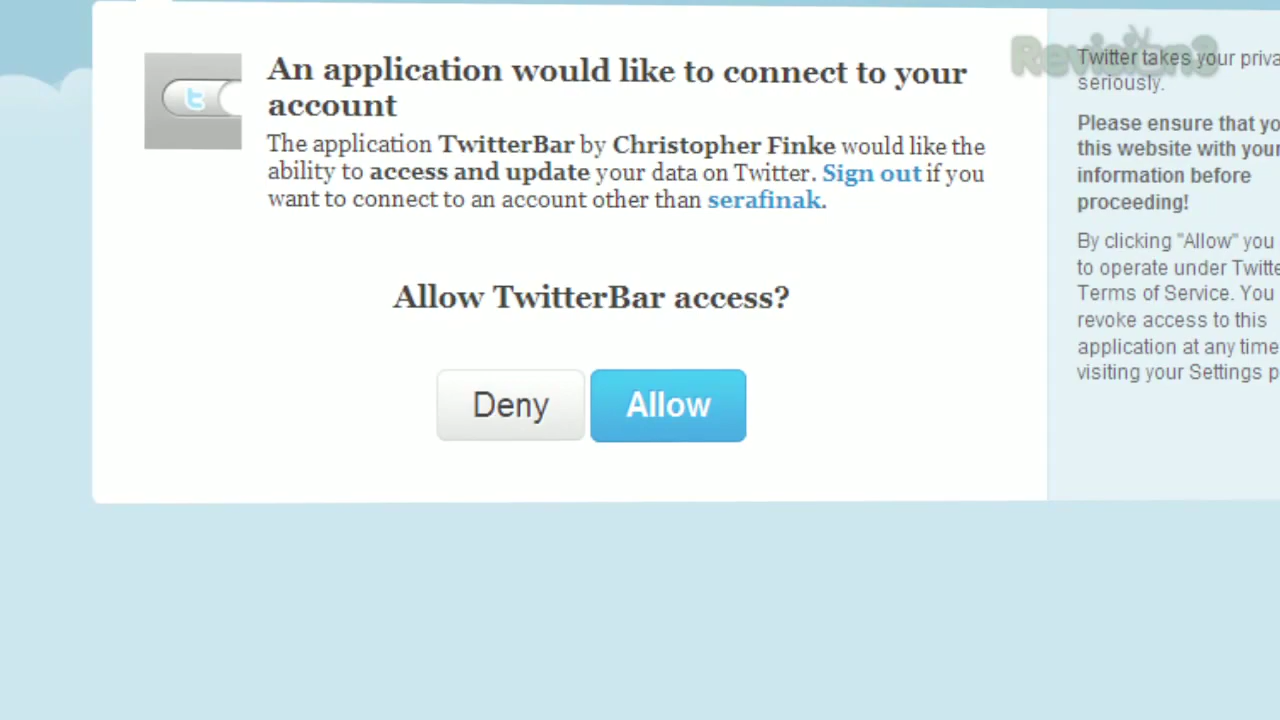 An application would like to connect to your
account
The application TwitterBar by Christopher Finke would like the
ability to access and update your data on Twitter. Sign out if you
want to connect to an account other than serafinak.
Allow TwitterBar access?
Deny
Allow
Revision3
Twitter takes your priva
seriously.
Please ensure that yo
this website with your
information before
proceeding!
By clicking "Allow" you
to operate under Twitte
Terms of Service. You
revoke access to this
application at any time
visiting your Settings p